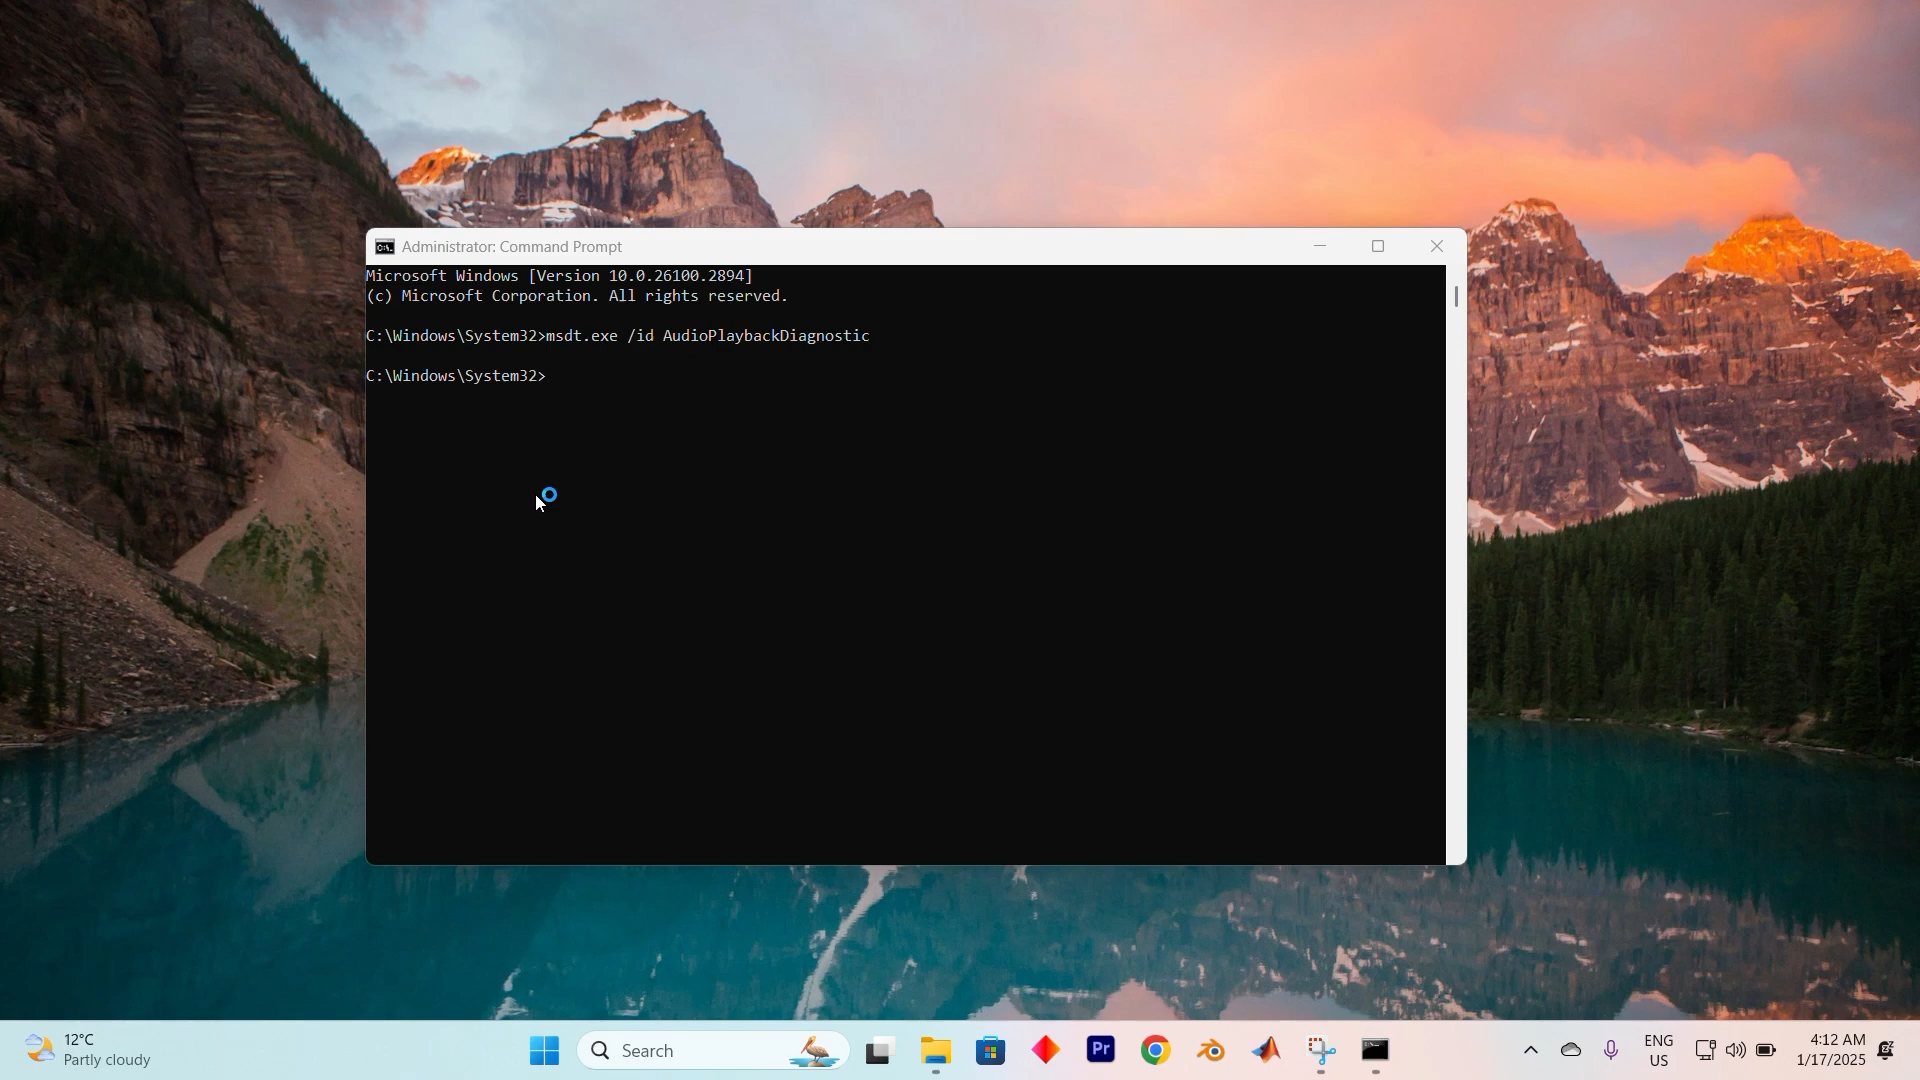 Administrator: Command Prompt
Microsoft Windows [Version 10.0.26100.2894]
(c) Microsoft Corporation. All rights reserved.
C:\Windows\System32>msdt.exe /id AudioPlaybackDiagnostic
C:\Windows\System32>
12°C
Partly cloudy
Search
Pr
ENG
US
4:12 AM
1/17/2025